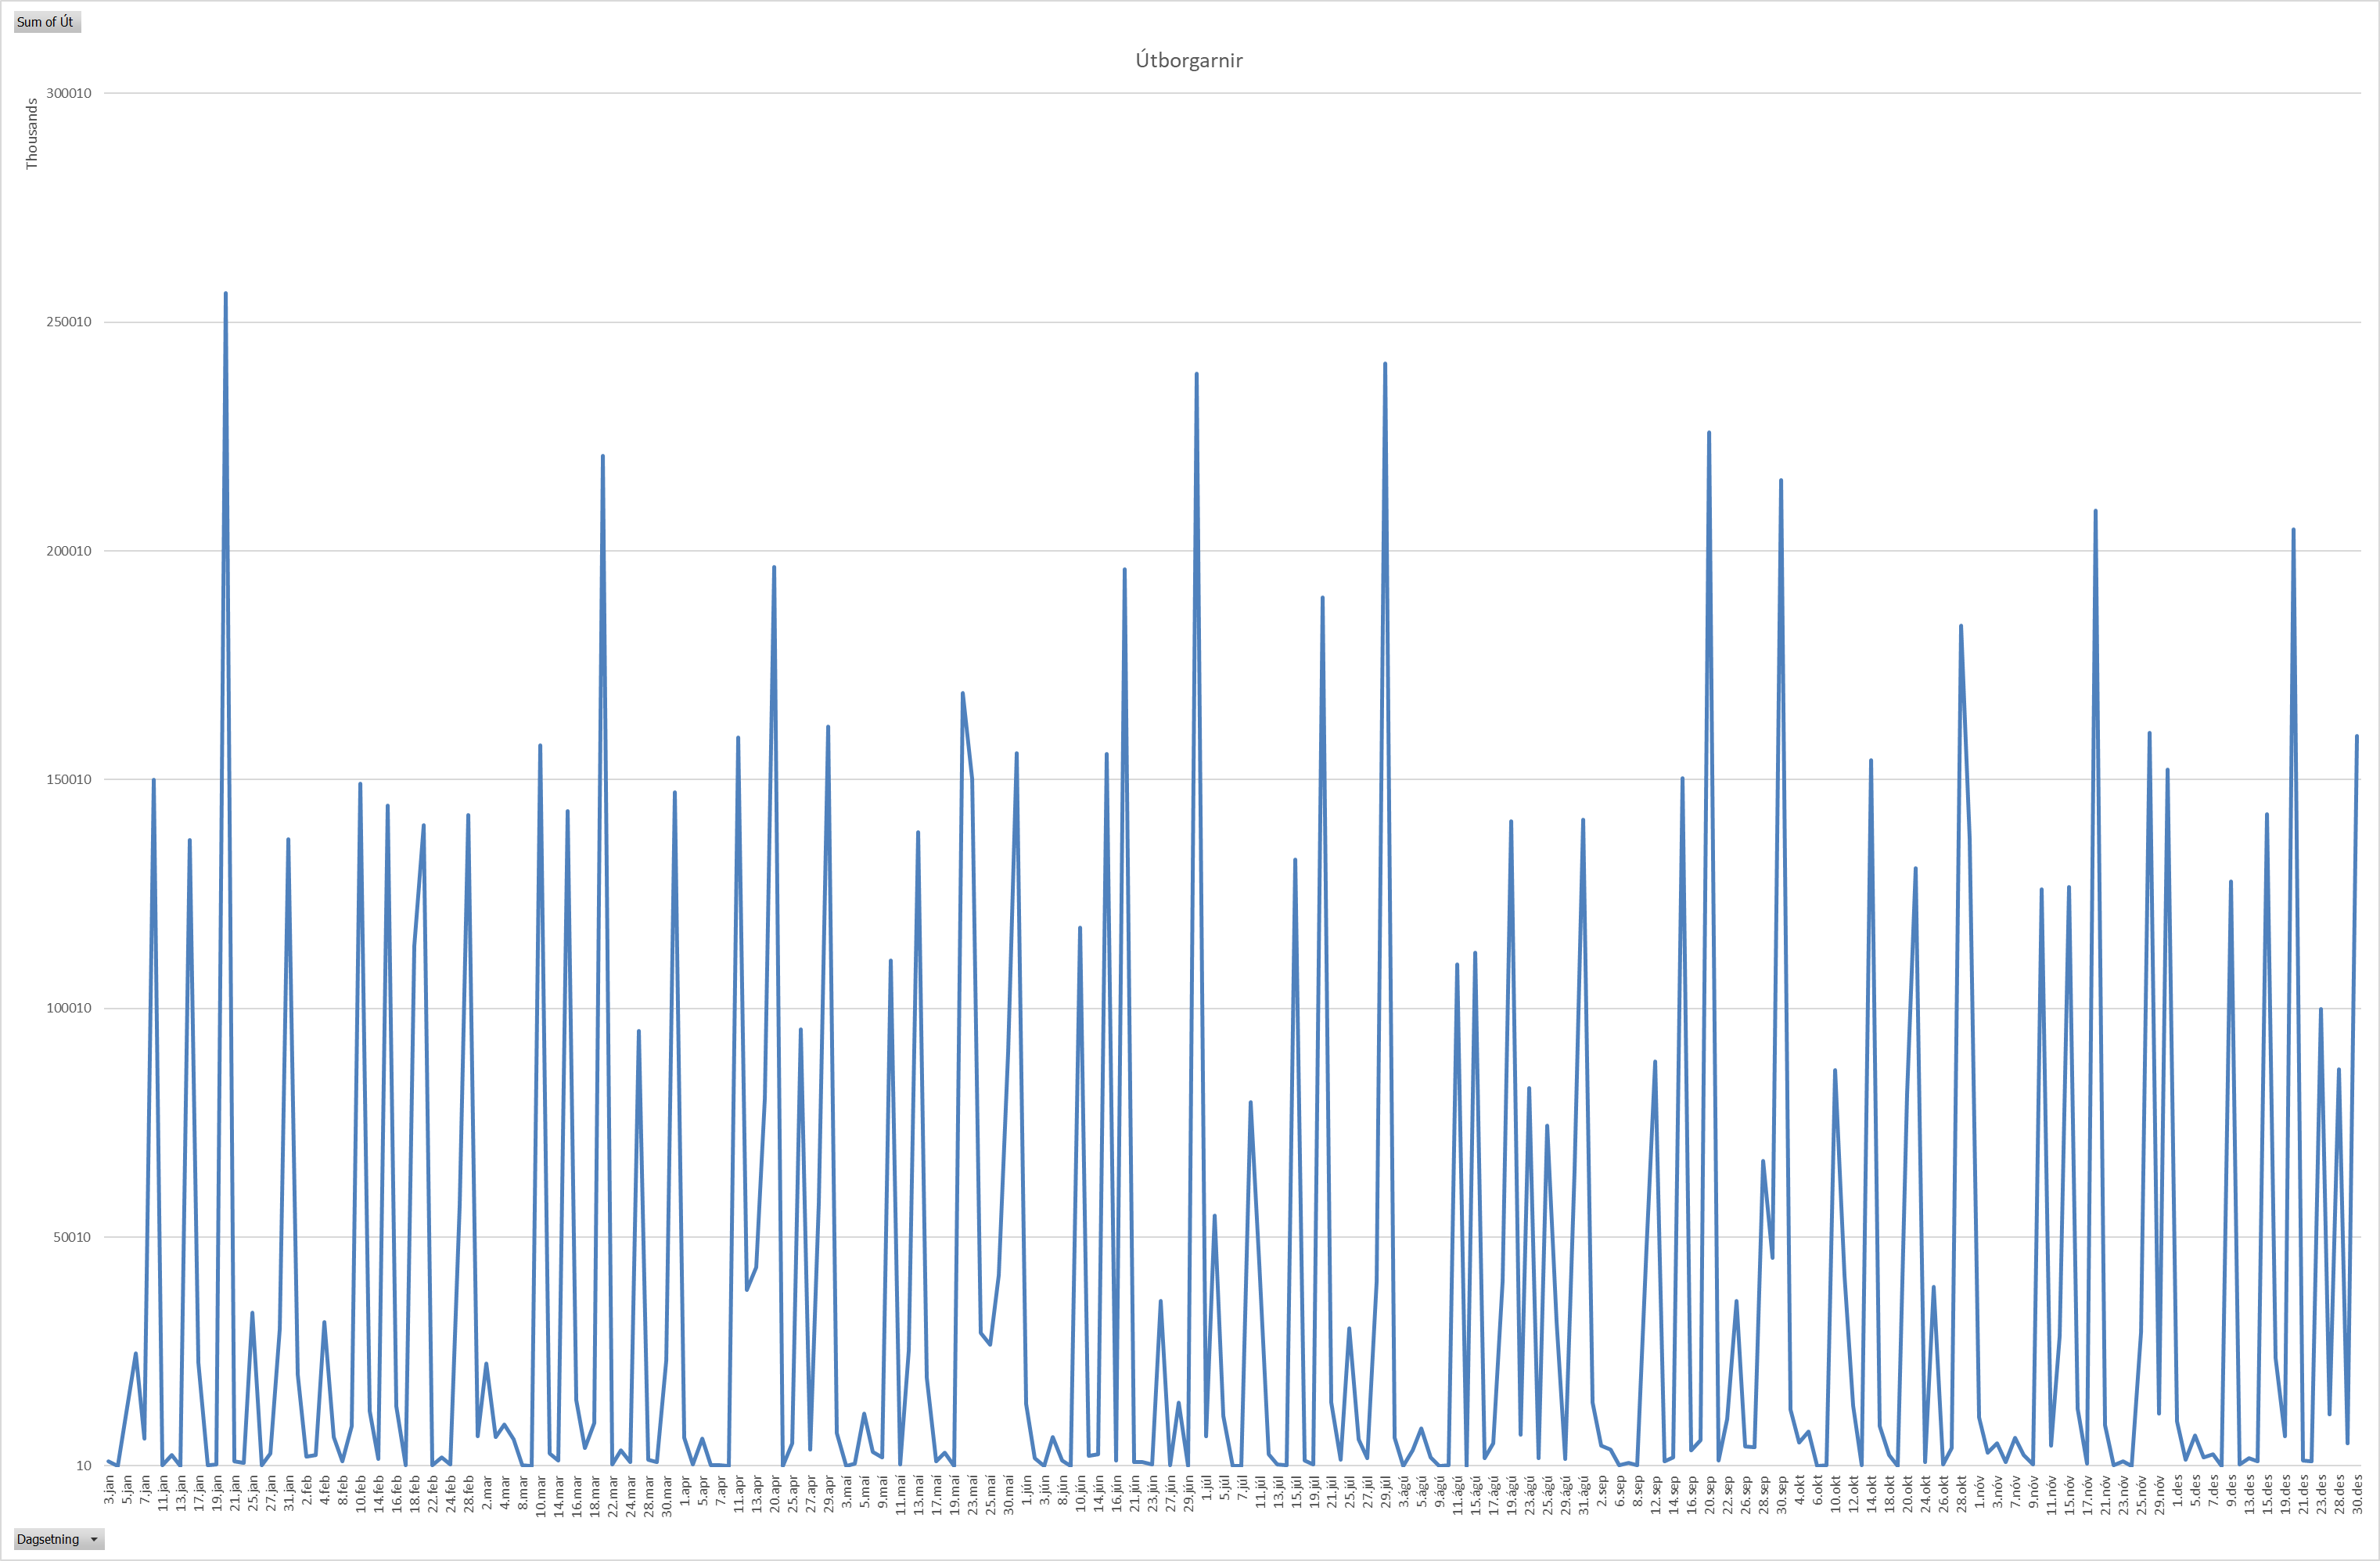 Sum of Út
Útborgarnir
Thousands
300010
250010
200010
150010
100010
50010
10
3.jan
5.jan
7.jan
11.jan
13.jan
17.jan
19.jan
21.jan
25.jan
27.jan
31.jan
2.feb
4.feb
8.feb
10.feb
14.feb
16.feb
18.feb
22.feb
24.feb
28.feb
2.mar
4.mar
8.mar
10.mar
14.mar
16.mar
18.mar
22.mar
24.mar
28.mar
30.mar
1.apr
5.apr
7.apr
11.apr
13.apr
20.apr
25.apr
27.apr
29.apr
3.maí
5.maí
9.maí
11.maí
13.maí
17.maí
19.maí
23.maí
25.maí
30.maí
1.jún
3.jún
8.jún
10.jún
14.jún
16.jún
21.jún
23.jún
27.jún
29.jún
1.júl
5.júl
7.júl
11.júl
13.júl
15.júl
19.júl
21.júl
25.júl
27.júl
29.júl
3.ágú
5.ágú
9.ágú
11.ágú
15.ágú
17.ágú
19.ágú
23.ágú
25.ágú
29.ágú
31.ágú
2.sep
6.sep
8.sep
12.sep
14.sep
16.sep
20.sep
22.sep
26.sep
28.sep
30.sep
4.okt
6.okt
10.okt
12.okt
14.okt
18.okt
20.okt
24.okt
26.okt
28.okt
1.nóv
3.nóv
7.nóv
9.nóv
11.nóv
15.nóv
17.nóv
21.nóv
23.nóv
25.nóv
29.nóv
1.des
5.des
7.des
9.des
13.des
15.des
19.des
21.des
23.des
28.des
30.des
Dagsetning